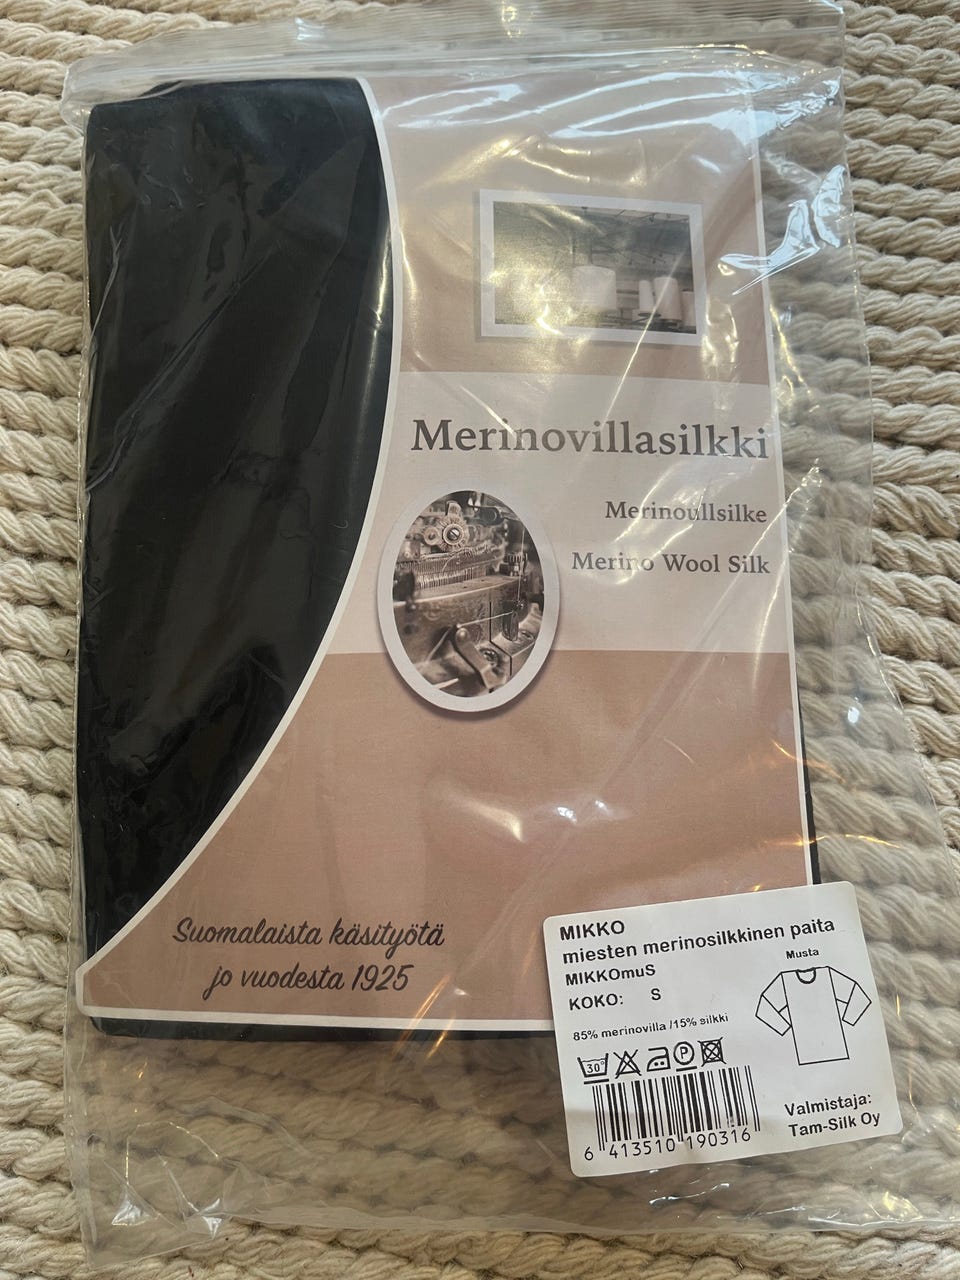 Merinovillasilkki
Merinoullsilke
Merino Wool Silk
Suomalaista käsityötä
jo vuodesta 1925
MIKKO
miesten merinosilkkinen paita
MIKKOmuS
KOKO: S
Musta
85% merinovilla /15% silkki
30°
P
6 413510 190316
Valmistaja:
Tam-Silk Oy